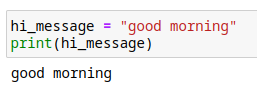 hi_message = "good morning"
print(hi_message)
good morning